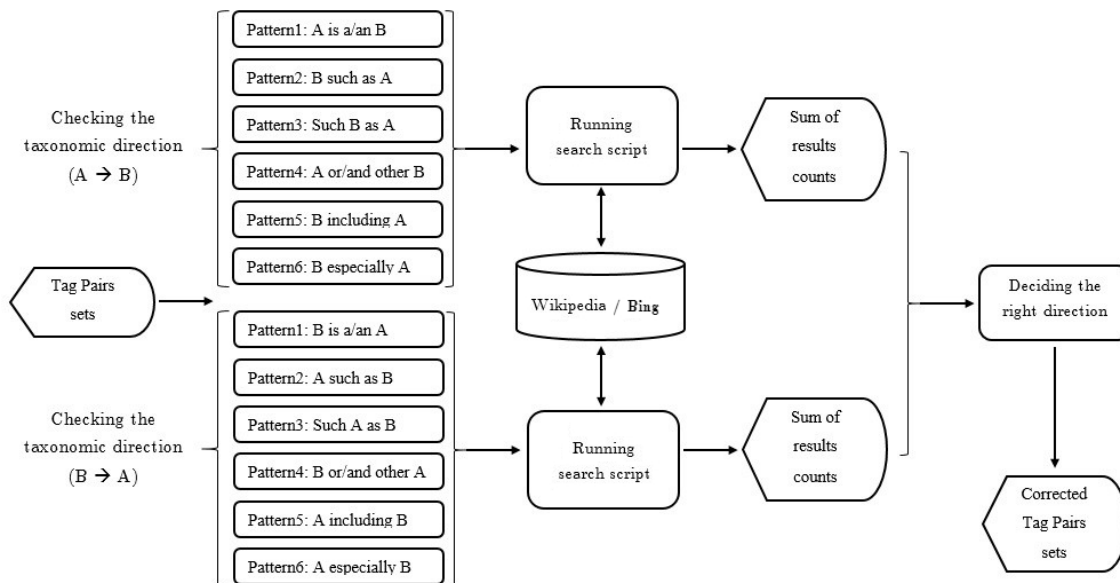 Pattern1: A is a/an B
Pattern2: B such as A
Pattern3: Such B as A
Pattern4: A or/and other B
Pattern5: B including A
Pattern6: B especially A
Checking the
taxonomic direction
(A → B)
Running
search script
Sum of
results
counts
Tag Pairs
sets
Wikipedia / Bing
Deciding the
right direction
Pattern1: B is a/an A
Pattern2: A such as B
Pattern3: Such A as B
Pattern4: B or/and other A
Pattern5: A including B
Pattern6: A especially B
Checking the
taxonomic direction
(B → A)
Running
search script
Sum of
results
counts
Corrected
Tag Pairs
sets